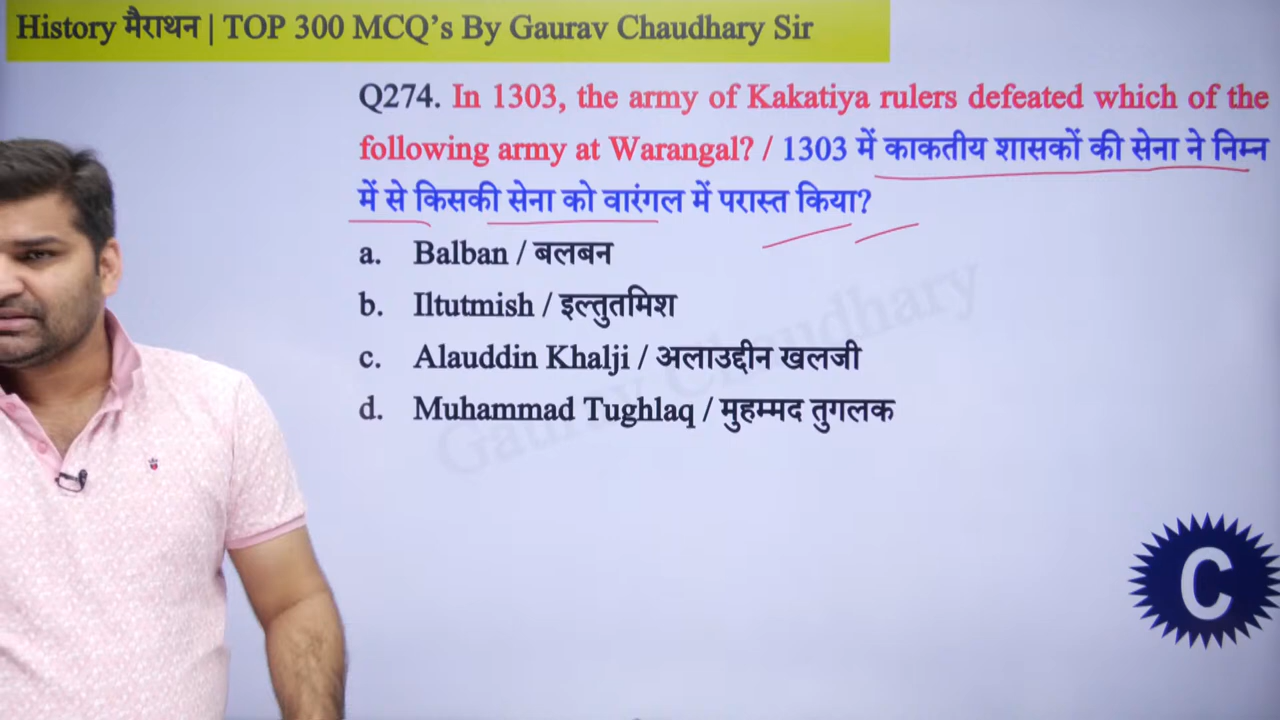 History मैराथन | TOP 300 MCQ’s By Gaurav Chaudhary Sir
Q274. In 1303, the army of Kakatiya rulers defeated which of the
following army at Warangal? / 1303 में काकतीय शासकों की सेना ने निम्न
में से किसकी सेना को वारंगल में परास्त किया?
a. Balban / बलबन
b. Iltutmish / इल्तुतमिश
c. Alauddin Khalji / अलाउद्दीन खलजी
d. Muhammad Tughlaq / मुहम्मद तुगलक
Gaurav Chaudhary
C